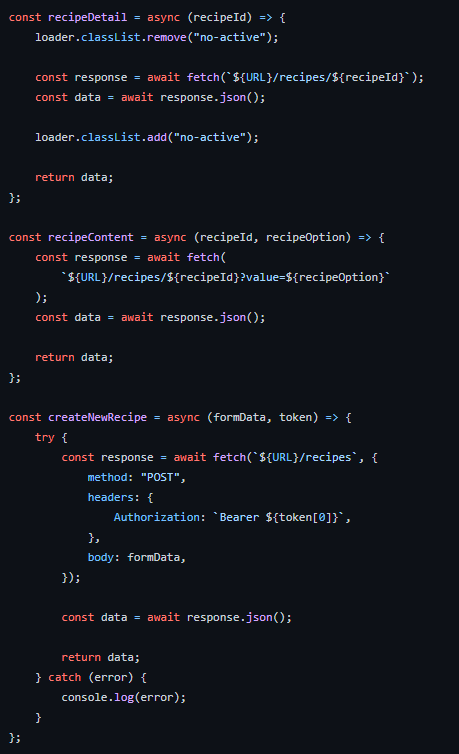 const recipeDetail = async (recipeId) => {
    loader.classList.remove("no-active");

    const response = await fetch(`${URL}/recipes/${recipeId}`);
    const data = await response.json();

    loader.classList.add("no-active");

    return data;
};

const recipeContent = async (recipeId, recipeOption) => {
    const response = await fetch(
        `${URL}/recipes/${recipeId}?value=${recipeOption}`
    );
    const data = await response.json();

    return data;
};

const createNewRecipe = async (formData, token) => {
    try {
        const response = await fetch(`${URL}/recipes`, {
            method: "POST",
            headers: {
                Authorization: `Bearer ${token[0]}`,
            },
            body: formData,
        });

        const data = await response.json();

        return data;
    } catch (error) {
        console.log(error);
    }
};